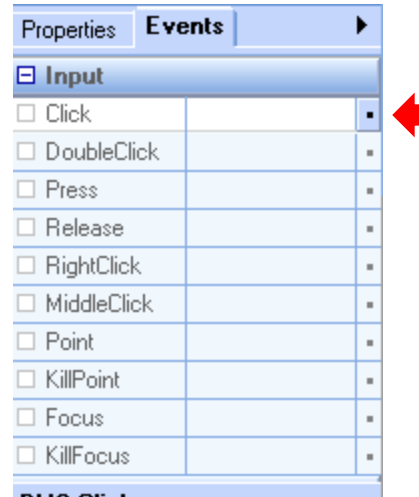 Properties Events
Input
Click
DoubleClick
Press
Release
RightClick
MiddleClick
Point
KillPoint
Focus
KillFocus